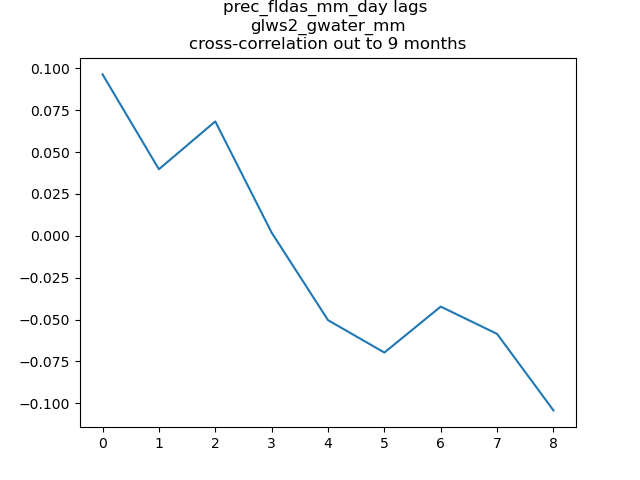 prec_fldas_mm_day lags
glws2_gwater_mm
cross-correlation out to 9 months
0.100
0.075
0.050
0.025
0.000
−0.025
−0.050
−0.075
−0.100
0 1 2 3 4 5 6 7 8